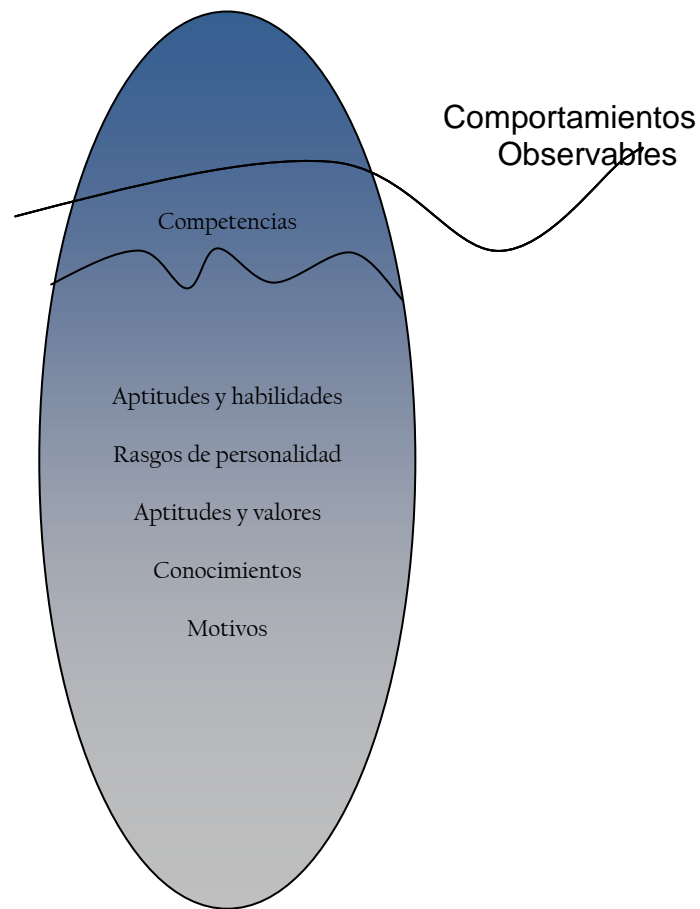 Comportamientos
Observables
Competencias
Aptitudes y habilidades
Rasgos de personalidad
Aptitudes y valores
Conocimientos
Motivos